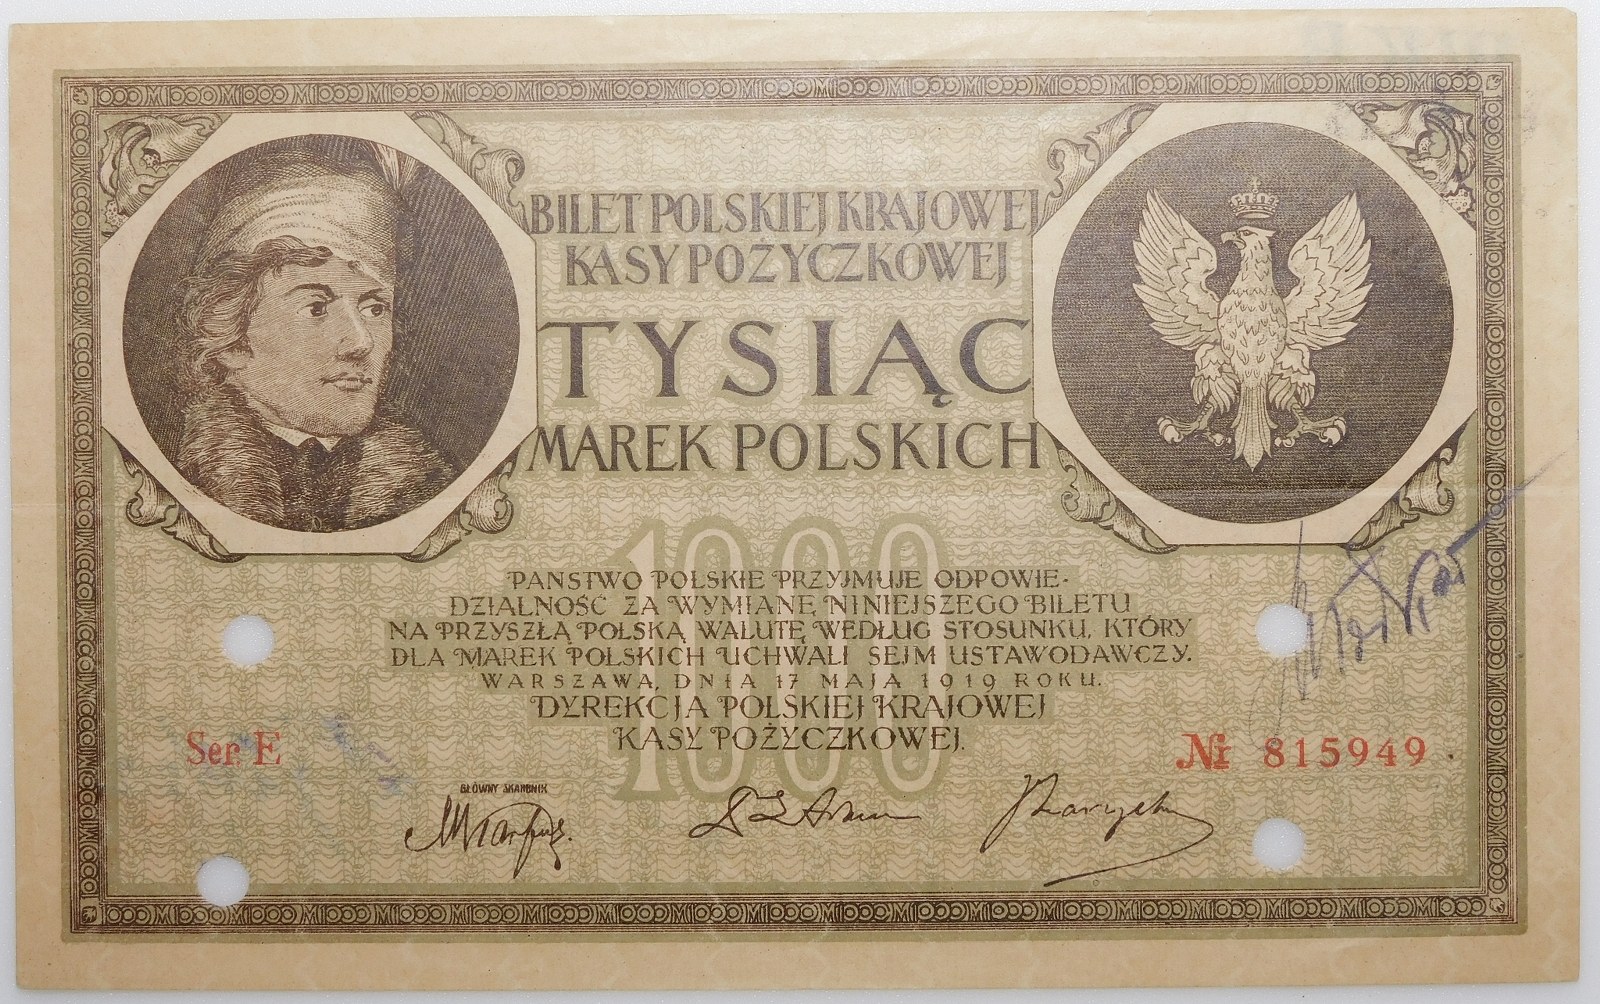 BILET POLSKIEJ KRAJOWEJ
KASY POŻYCZKOWEJ
TYSIĄC
MAREK POLSKICH
1000
PAŃSTWO POLSKIE PRZYJMUJE ODPOWIE-
DZIALNOŚĆ ZA WYMIANĘ NINIEJSZEGO BILETU
NA PRZYSZŁĄ POLSKĄ WALUTĘ WEDŁUG STOSUNKU, KTÓRY
DLA MAREK POLSKICH UCHWALI SEJM USTAWODAWCZY.
WARSZAWA, DNIA 17 MAJA 1919 ROKU.
DYREKCJA POLSKIEJ KRAJOWEJ
KASY POŻYCZKOWEJ.
Ser. E
№ 815949
GŁÓWNY SKARBNIK